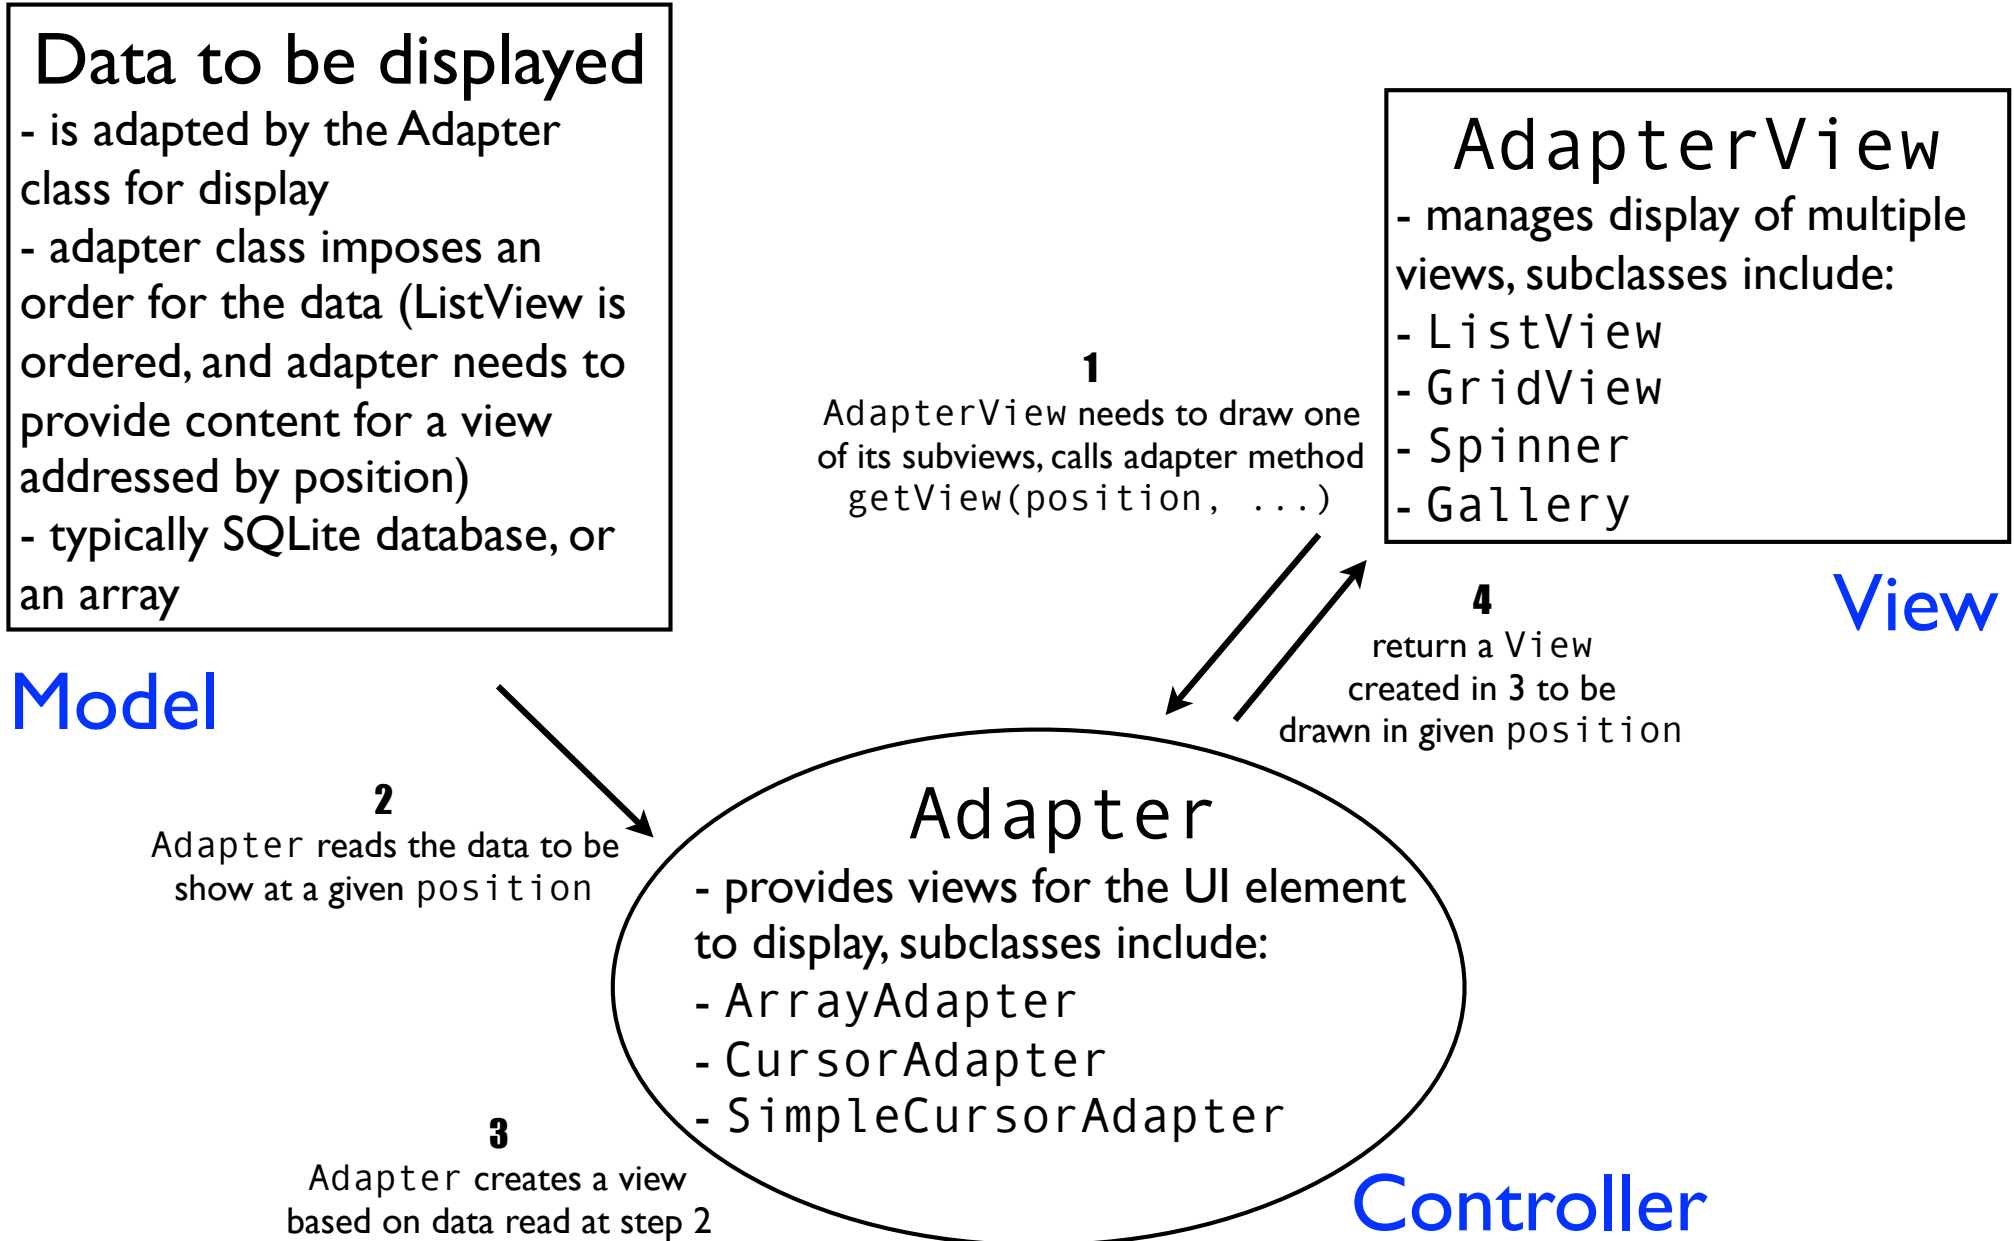 Data to be displayed
- is adapted by the Adapter
class for display
- adapter class imposes an
order for the data (ListView is
ordered, and adapter needs to
provide content for a view
addressed by position)
- typically SQLite database, or
an array
Model
AdapterView
- manages display of multiple
views, subclasses include:
- ListView
- GridView
- Spinner
- Gallery
View
1
AdapterView needs to draw one
of its subviews, calls adapter method
getView(position, ...)
4
return a View
created in 3 to be
drawn in given position
2
Adapter reads the data to be
show at a given position
Adapter
- provides views for the UI element
to display, subclasses include:
- ArrayAdapter
- CursorAdapter
- SimpleCursorAdapter
3
Adapter creates a view
based on data read at step 2
Controller